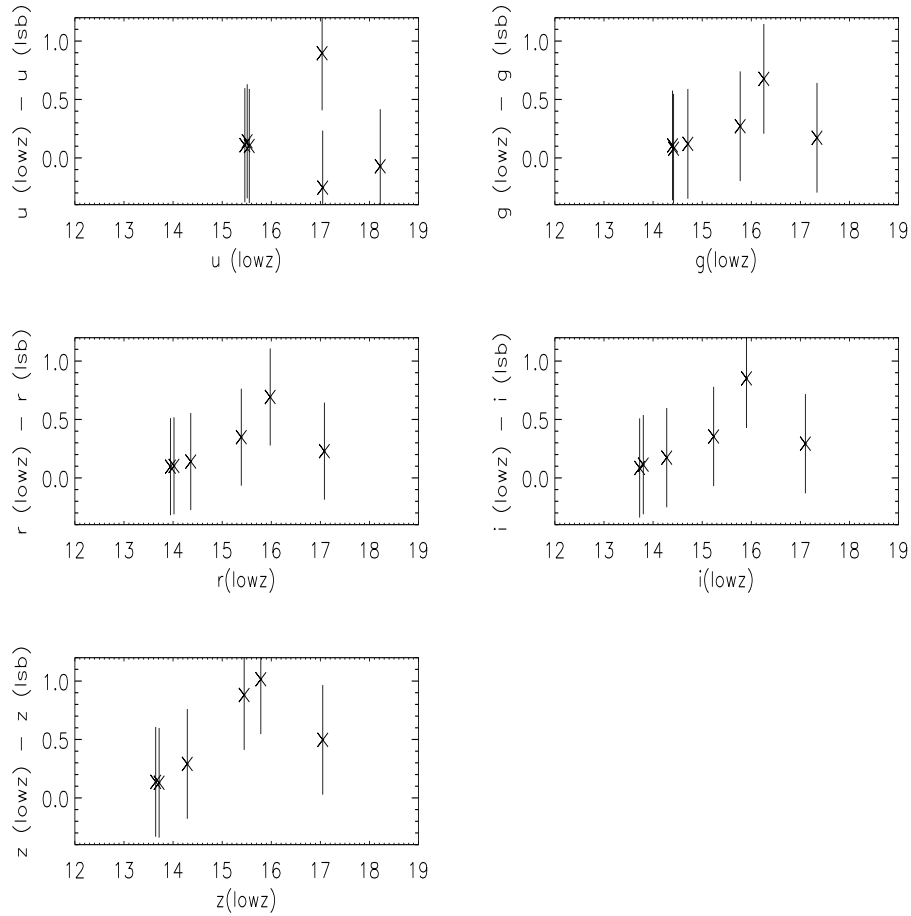 u (lowz) − u (lsb)
1.0
0.5
0.0
12 13 14 15 16 17 18 19
u (lowz)
g (lowz) − g (lsb)
1.0
0.5
0.0
12 13 14 15 16 17 18 19
g(lowz)
r (lowz) − r (lsb)
1.0
0.5
0.0
12 13 14 15 16 17 18 19
r(lowz)
i (lowz) − i (lsb)
1.0
0.5
0.0
12 13 14 15 16 17 18 19
i(lowz)
z (lowz) − z (lsb)
1.0
0.5
0.0
12 13 14 15 16 17 18 19
z(lowz)